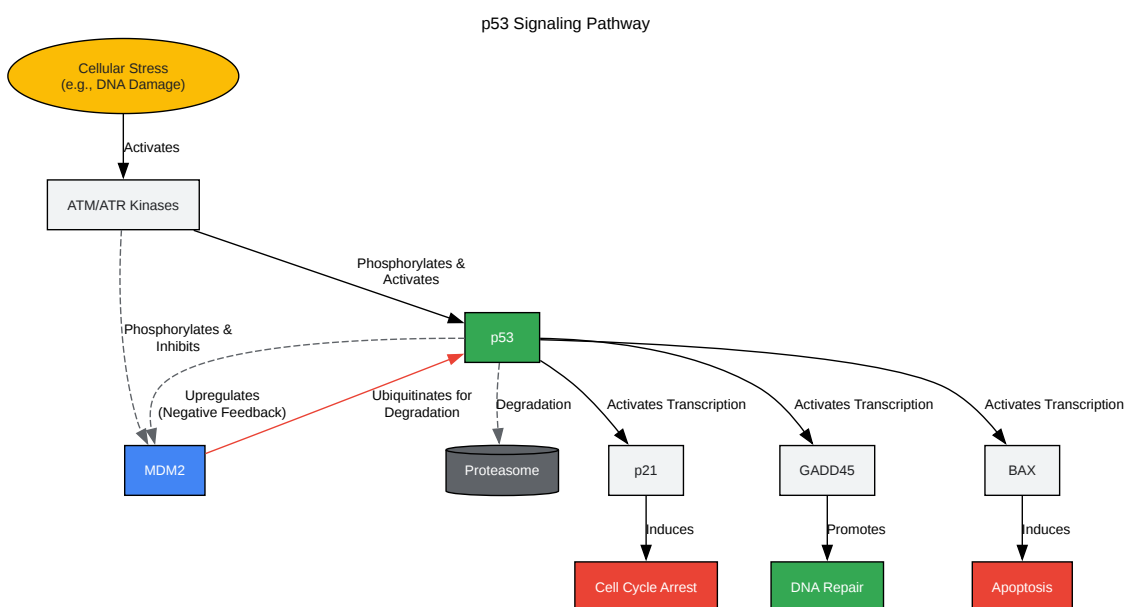 p53 Signaling Pathway
Cellular Stress
(e.g., DNA Damage)
Activates
ATM/ATR Kinases
Phosphorylates &
Activates
Phosphorylates &
Inhibits
p53
Upregulates
(Negative Feedback)
Ubiquitinates for
Degradation
Degradation
Activates Transcription
Activates Transcription
Activates Transcription
MDM2
Proteasome
p21
GADD45
BAX
Induces
Promotes
Induces
Cell Cycle Arrest
DNA Repair
Apoptosis